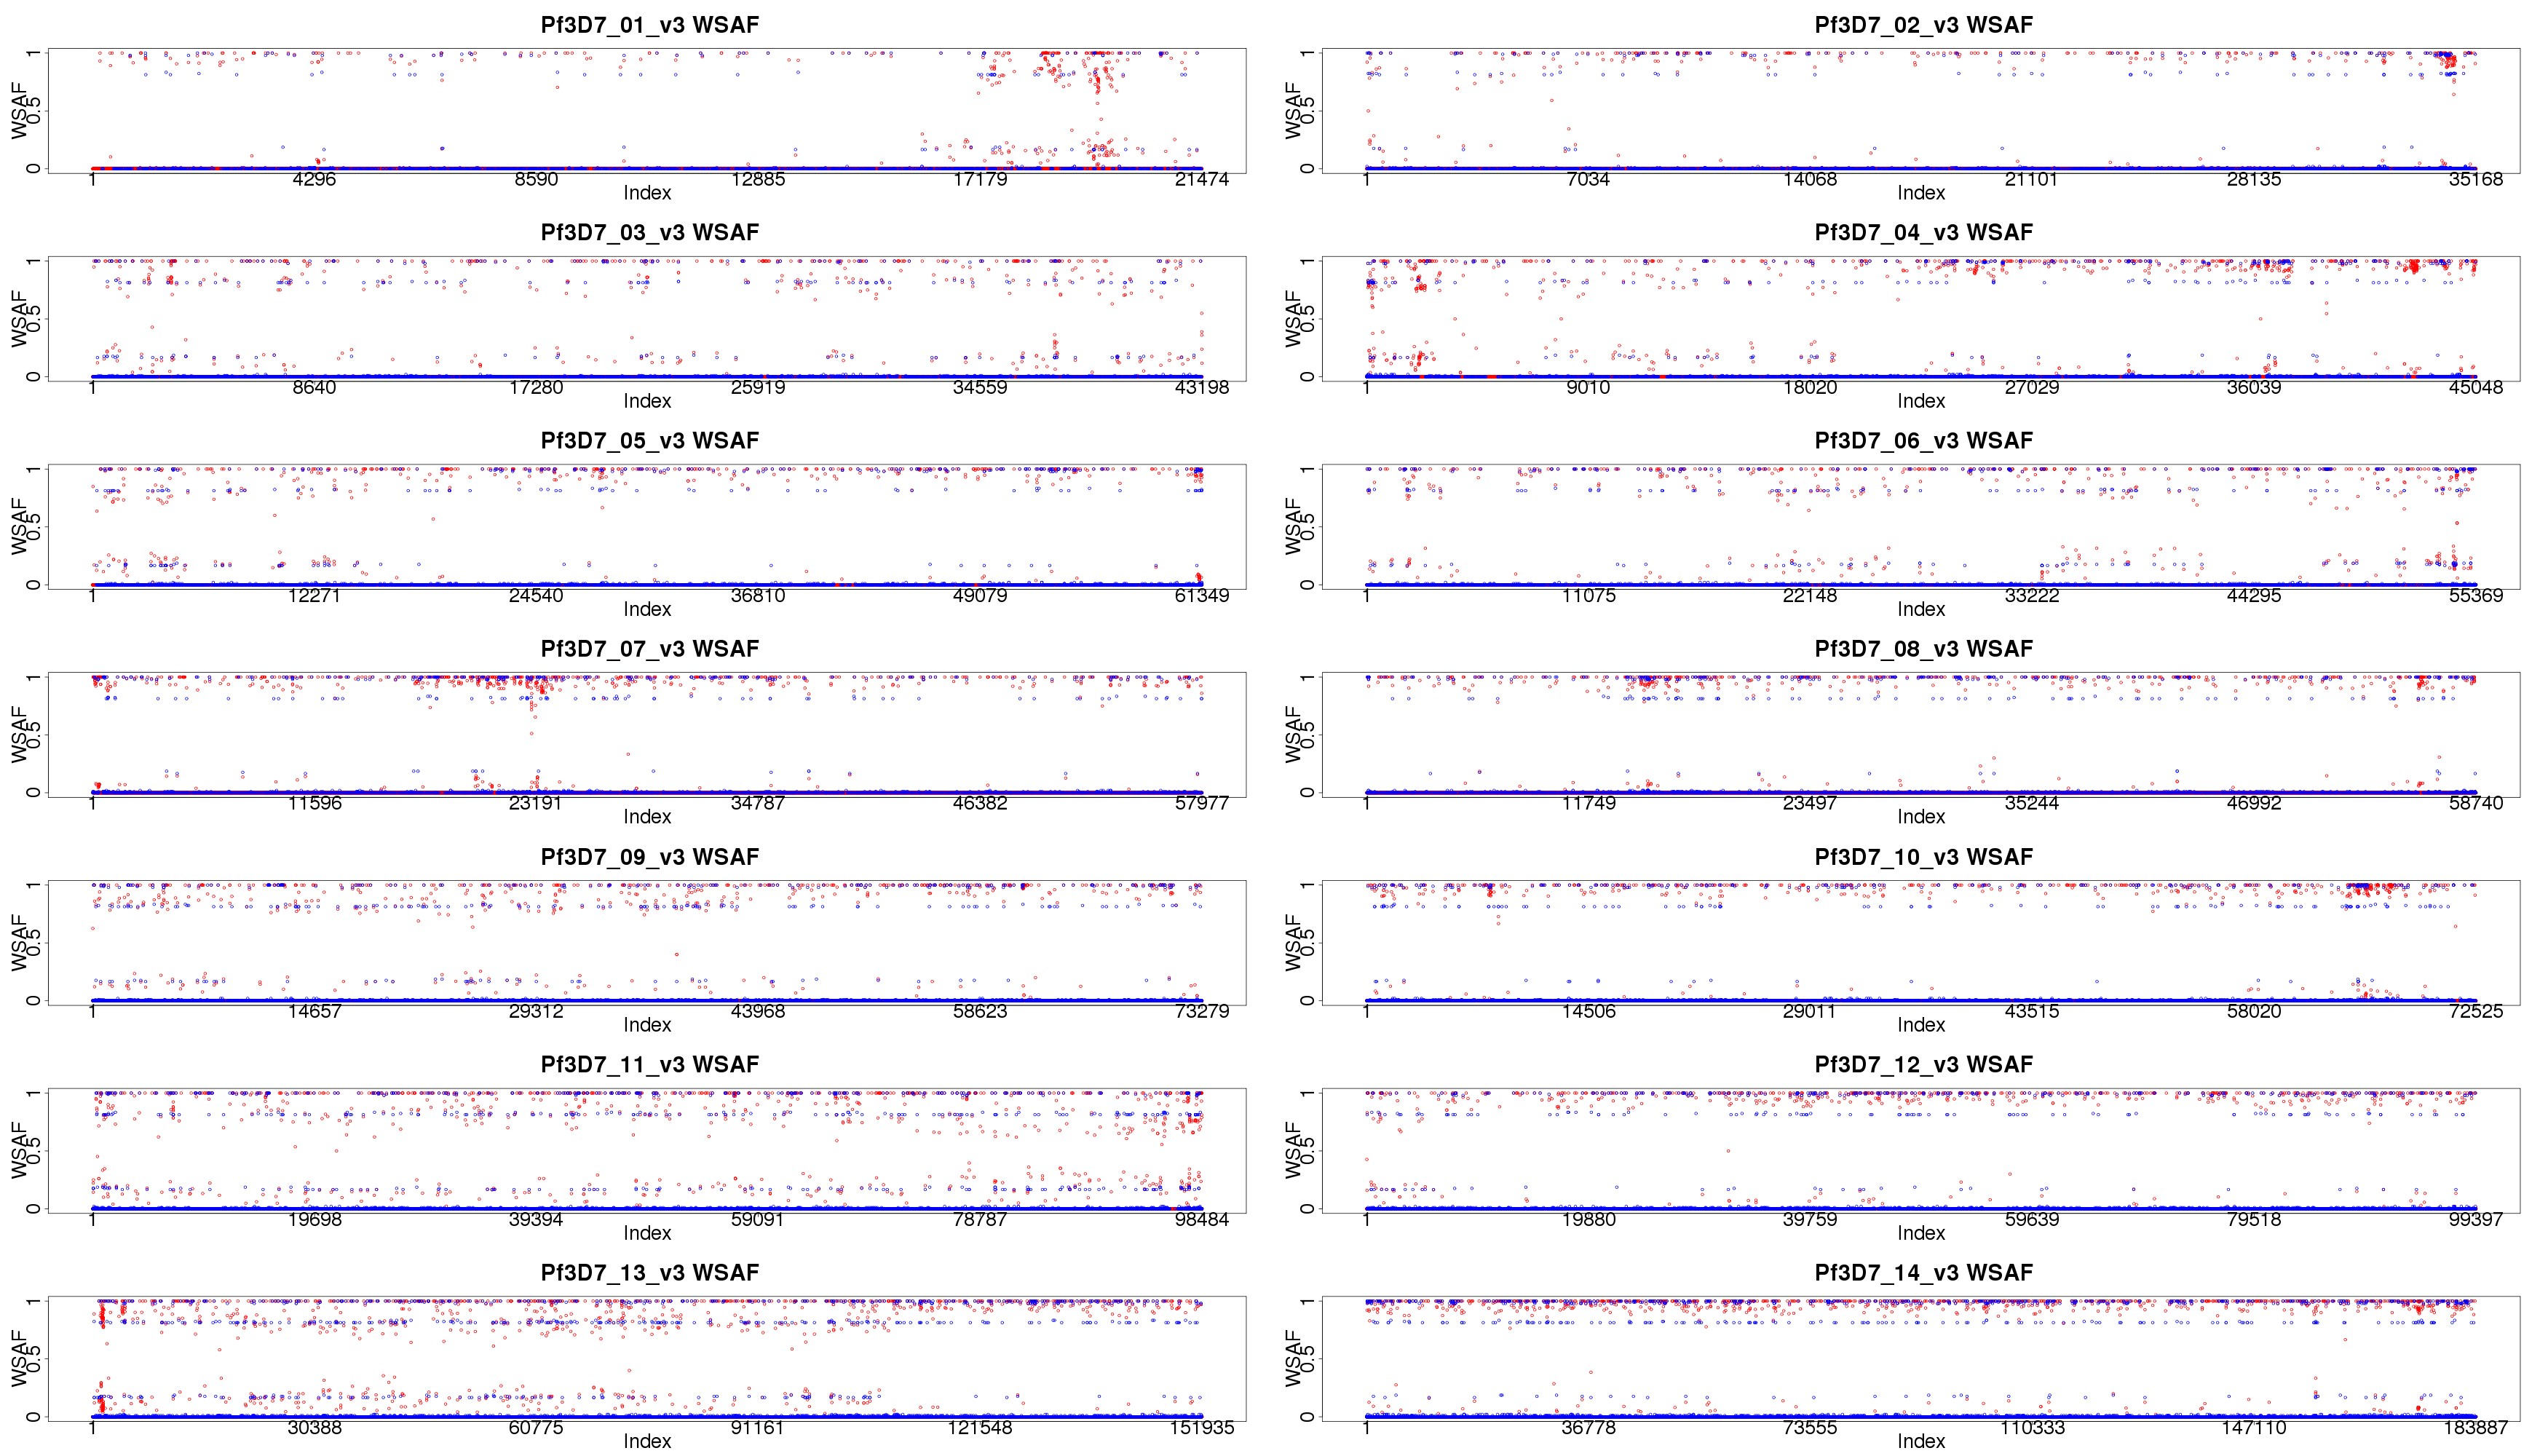 Pf3D7_01_v3 WSAF
WSAF
1
0.5
0
1 4296 8590 12885 17179 21474
Index
Pf3D7_02_v3 WSAF
WSAF
1
0.5
0
1 7034 14068 21101 28135 35168
Index
Pf3D7_03_v3 WSAF
WSAF
1
0.5
0
1 8640 17280 25919 34559 43198
Index
Pf3D7_04_v3 WSAF
WSAF
1
0.5
0
1 9010 18020 27029 36039 45048
Index
Pf3D7_05_v3 WSAF
WSAF
1
0.5
0
1 12271 24540 36810 49079 61349
Index
Pf3D7_06_v3 WSAF
WSAF
1
0.5
0
1 11075 22148 33222 44295 55369
Index
Pf3D7_07_v3 WSAF
WSAF
1
0.5
0
1 11596 23191 34787 46382 57977
Index
Pf3D7_08_v3 WSAF
WSAF
1
0.5
0
1 11749 23497 35244 46992 58740
Index
Pf3D7_09_v3 WSAF
WSAF
1
0.5
0
1 14657 29312 43968 58623 73279
Index
Pf3D7_10_v3 WSAF
WSAF
1
0.5
0
1 14506 29011 43515 58020 72525
Index
Pf3D7_11_v3 WSAF
WSAF
1
0.5
0
1 19698 39394 59091 78787 98484
Index
Pf3D7_12_v3 WSAF
WSAF
1
0.5
0
1 19880 39759 59639 79518 99397
Index
Pf3D7_13_v3 WSAF
WSAF
1
0.5
0
1 30388 60775 91161 121548 151935
Index
Pf3D7_14_v3 WSAF
WSAF
1
0.5
0
1 36778 73555 110333 147110 183887
Index